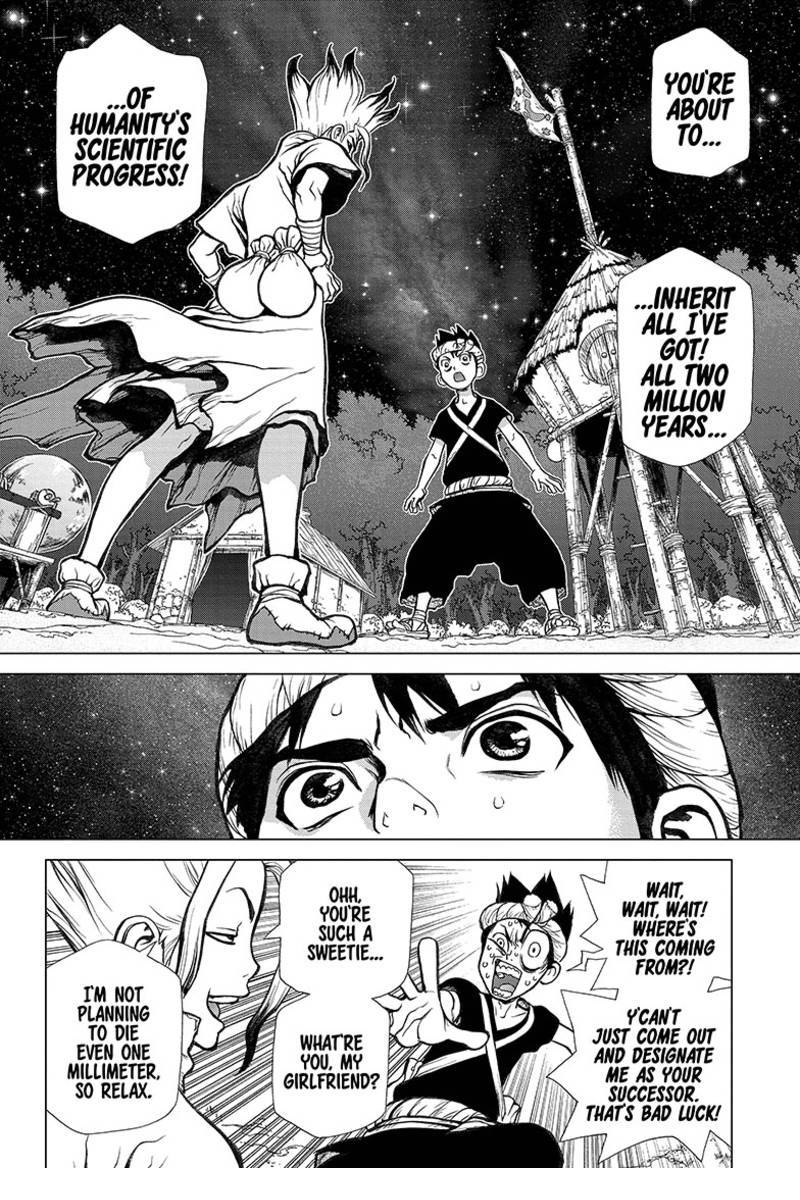 YOU'RE
ABOUT
TO...
...INHERIT
ALL I'VE
GOT!
ALL TWO
MILLION
YEARS...
...OF
HUMANITY'S
SCIENTIFIC
PROGRESS!
WAIT,
WAIT, WAIT!
WHERE'S
THIS COMING
FROM?!
Y'CAN'T
JUST COME OUT
AND DESIGNATE
ME AS YOUR
SUCCESSOR.
THAT'S BAD LUCK!
OHH,
YOU'RE
SUCH A
SWEETIE...
WHAT'RE
YOU, MY
GIRLFRIEND?
I'M NOT
PLANNING
TO DIE
EVEN ONE
MILLIMETER,
SO RELAX.